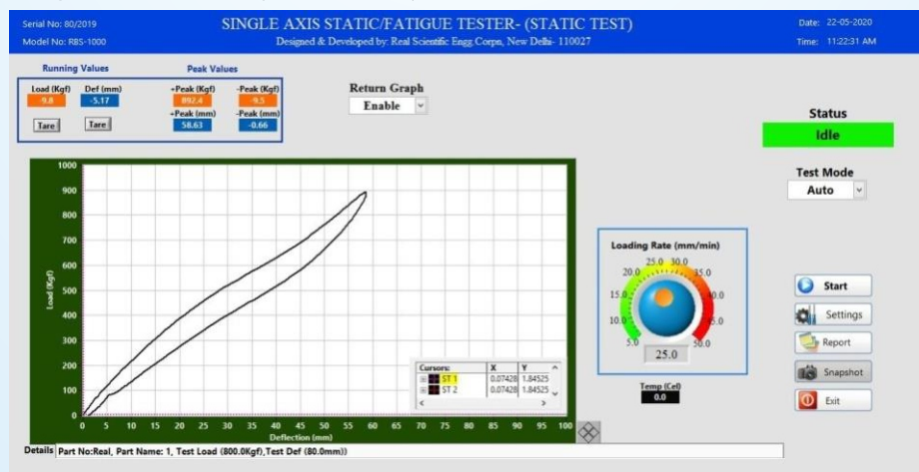 Serial No: 80/2019
SINGLE AXIS STATIC/FATIGUE TESTER- (STATIC TEST)
Date: 22-05-2020
Model No: RBS-1000
Designed & Developed by: Real Scientific Engg Corpn, New Delhi- 110027
Time: 11:22:31 AM
Running Values
Peak Values
Load (Kgf) Def (mm)
-9.8 -5.17
Tare Tare
+Peak (Kgf) -Peak (Kgf)
892.4 -9.5
+Peak (mm) -Peak (mm)
58.63 -0.66
Return Graph
Enable
Status
Idle
Test Mode
Auto
1000
900
800
700
600
500
400
300
200
100
0
Load (Kgf)
0 5 10 15 20 25 30 35 40 45 50 55 60 65 70 75 80 85 90 95 100
Deflection (mm)
Cursors: X Y
ST 1 0.07428 1.84525
ST 2 0.07428 1.84525
Loading Rate (mm/min)
25.0 30.0
20.0 35.0
15.0 40.0
10.0 45.0
5.0 50.0
25.0
Temp (Cel)
0.0
Start
Settings
Report
Snapshot
Exit
Details Part No:Real, Part Name: 1, Test Load (800.0Kgf),Test Def (80.0mm))